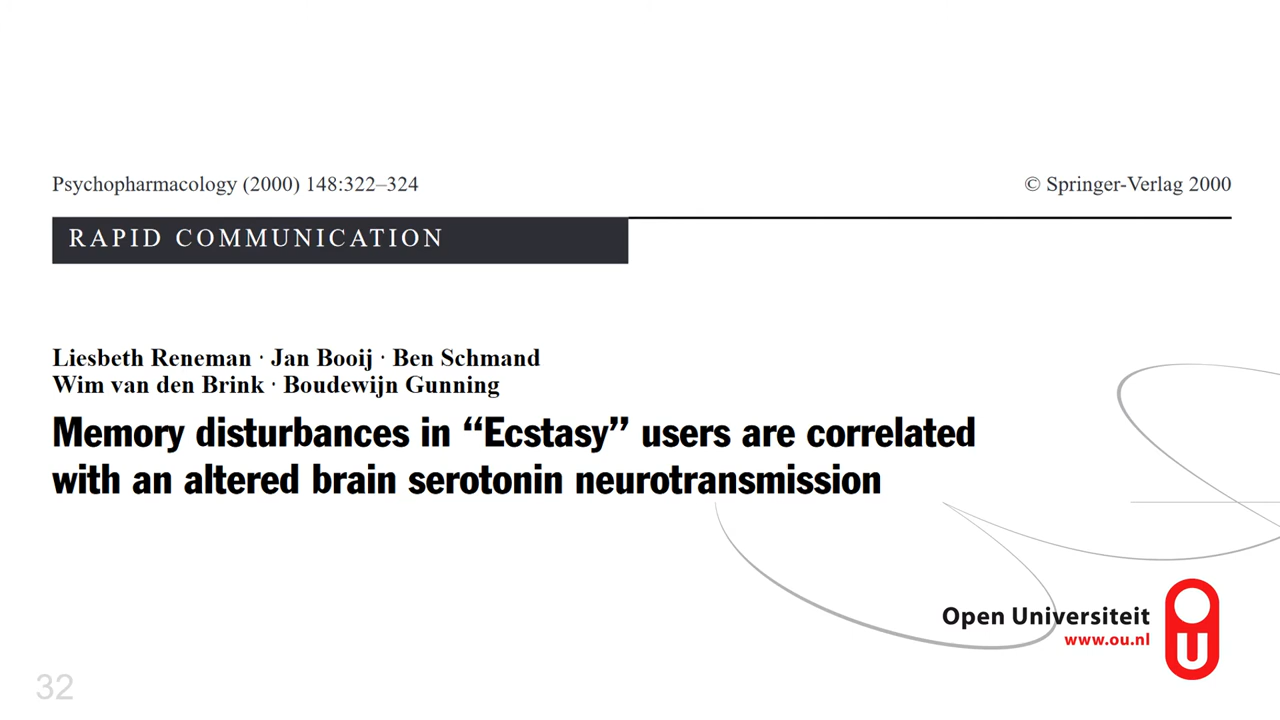 Psychopharmacology (2000) 148:322–324
© Springer-Verlag 2000
RAPID COMMUNICATION
Liesbeth Reneman · Jan Booij · Ben Schmand
Wim van den Brink · Boudewijn Gunning
Memory disturbances in “Ecstasy” users are correlated
with an altered brain serotonin neurotransmission
Open Universiteit
www.ou.nl
32